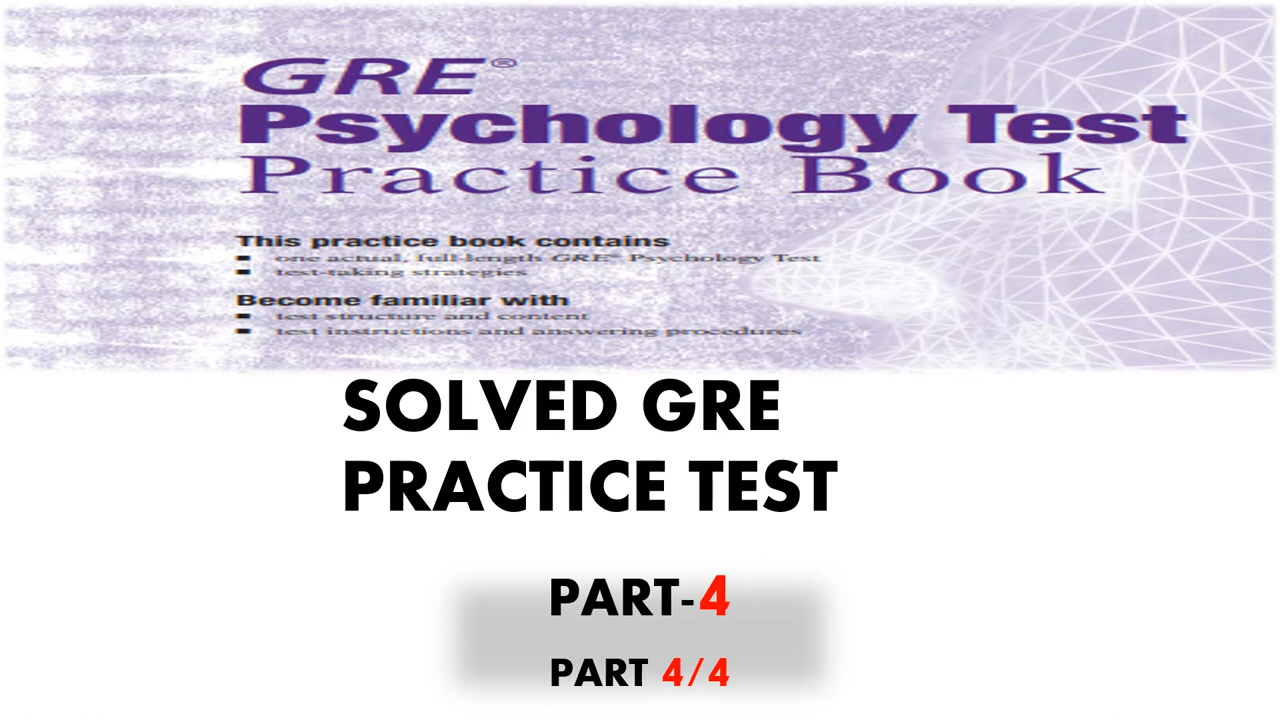 GRE®
Psychology Test
Practice Book
This practice book contains
▪ one actual, full-length GRE® Psychology Test
▪ test-taking strategies
Become familiar with
▪ test structure and content
▪ test instructions and answering procedures
SOLVED GRE
PRACTICE TEST
PART-4
PART 4/4